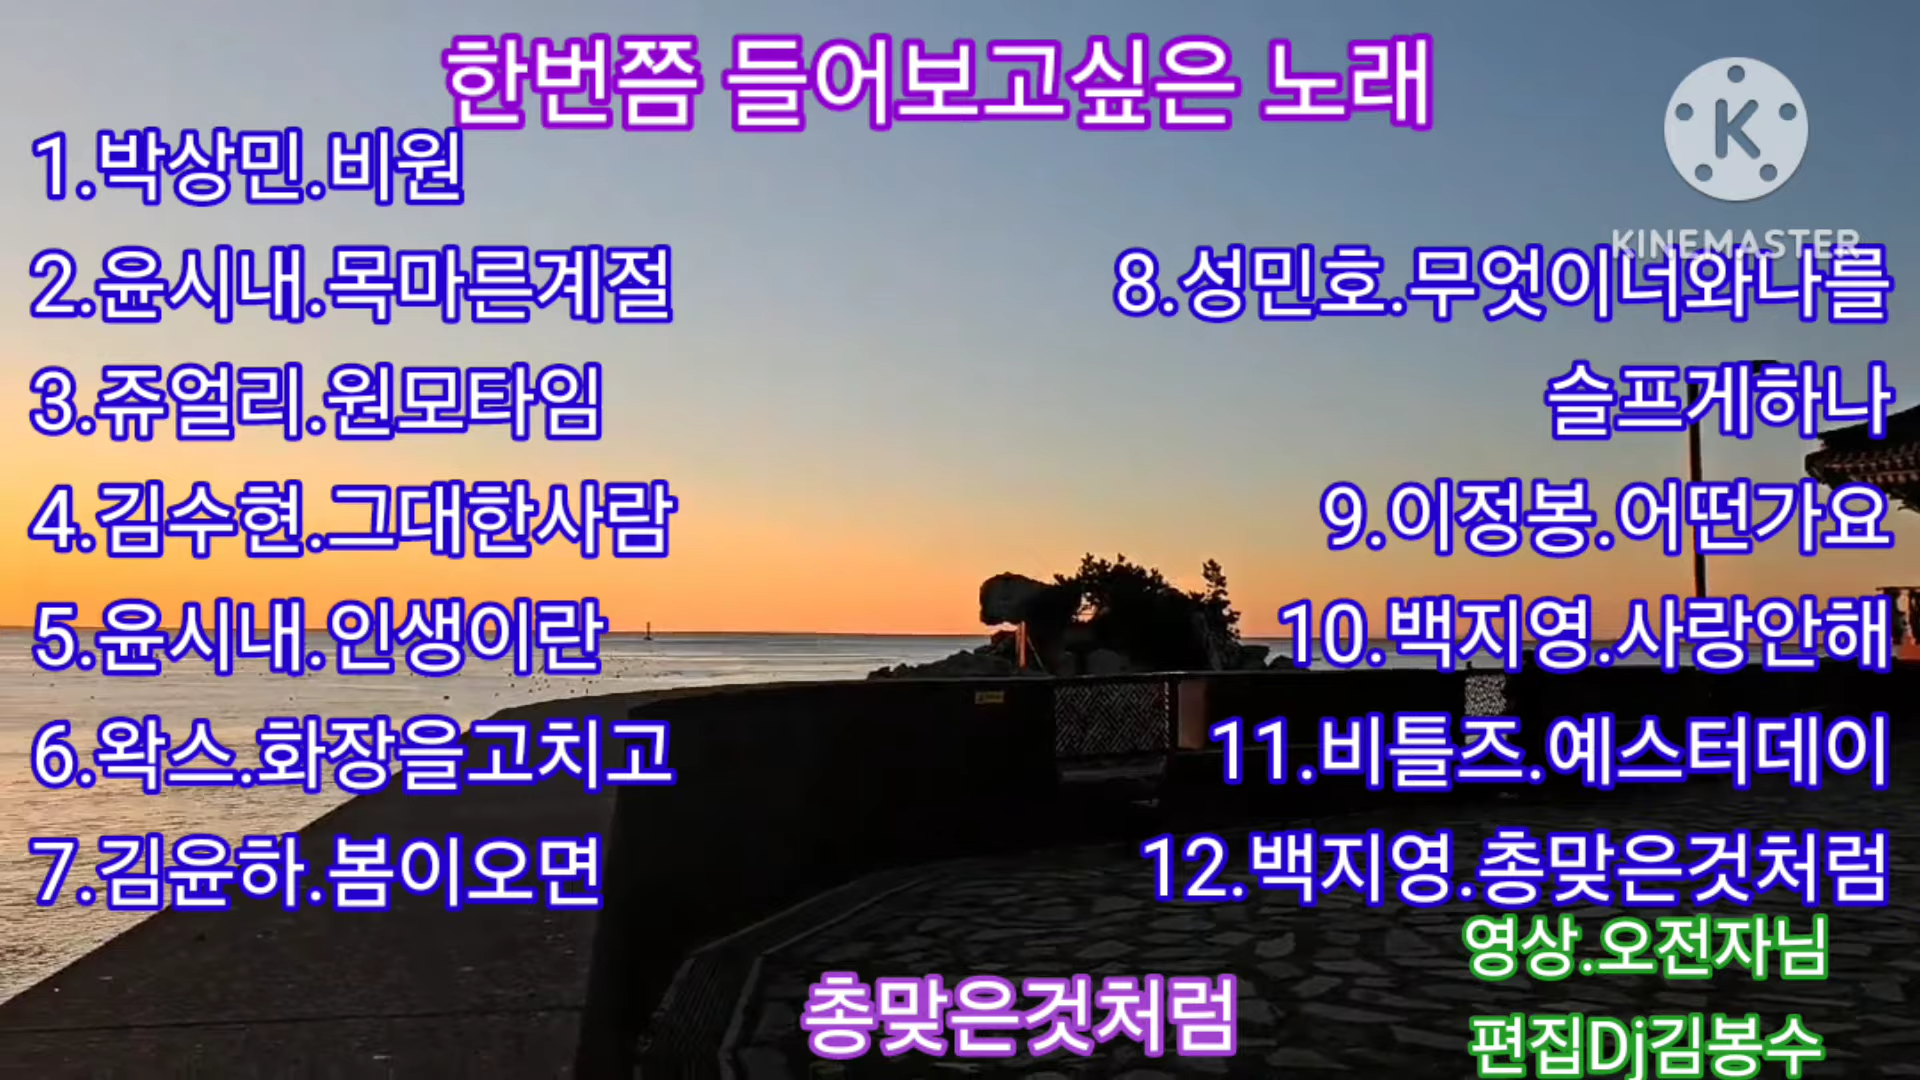 한번쯤 들어보고싶은 노래
1.박상민.비원
2.윤시내.목마른계절
3.쥬얼리.원모타임
4.김수현.그대한사람
5.윤시내.인생이란
6.왁스.화장을고치고
7.김윤하.봄이오면
K
KINEMASTER
8.성민호.무엇이너와나를
슬프게하나
9.이정봉.어떤가요
10.백지영.사랑안해
11.비틀즈.예스터데이
12.백지영.총맞은것처럼
총맞은것처럼
영상.오전자님
편집Dj김봉수